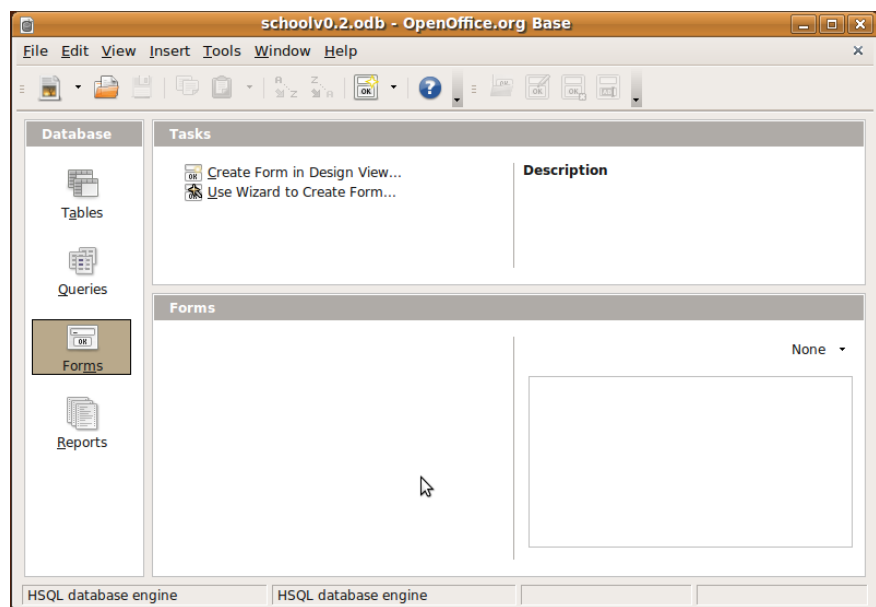 schoolv0.2.odb - OpenOffice.org Base
File Edit View Insert Tools Window Help
Database
Tables
Queries
Forms
Reports
Tasks
Create Form in Design View...
Use Wizard to Create Form...
Description
Forms
None
HSQL database engine
HSQL database engine